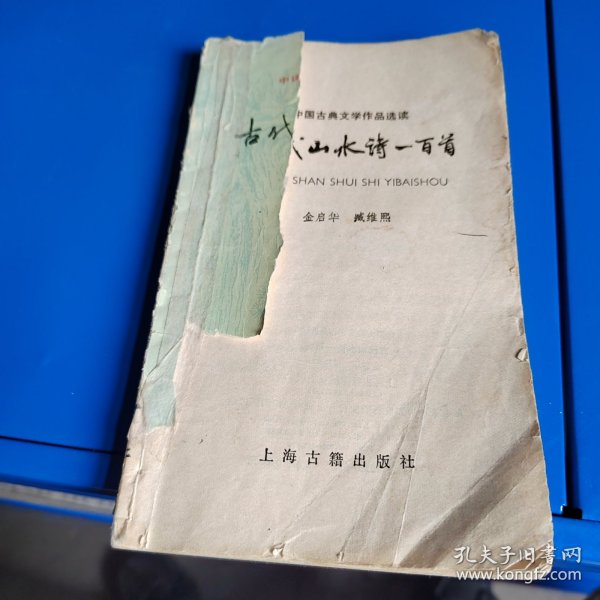 中国古典文学作品选读
古代山水诗一百首
SHAN SHUI SHI YIBAISHOU
金启华 臧维熙
上海古籍出版社
孔夫子旧书网
www.kongfz.com